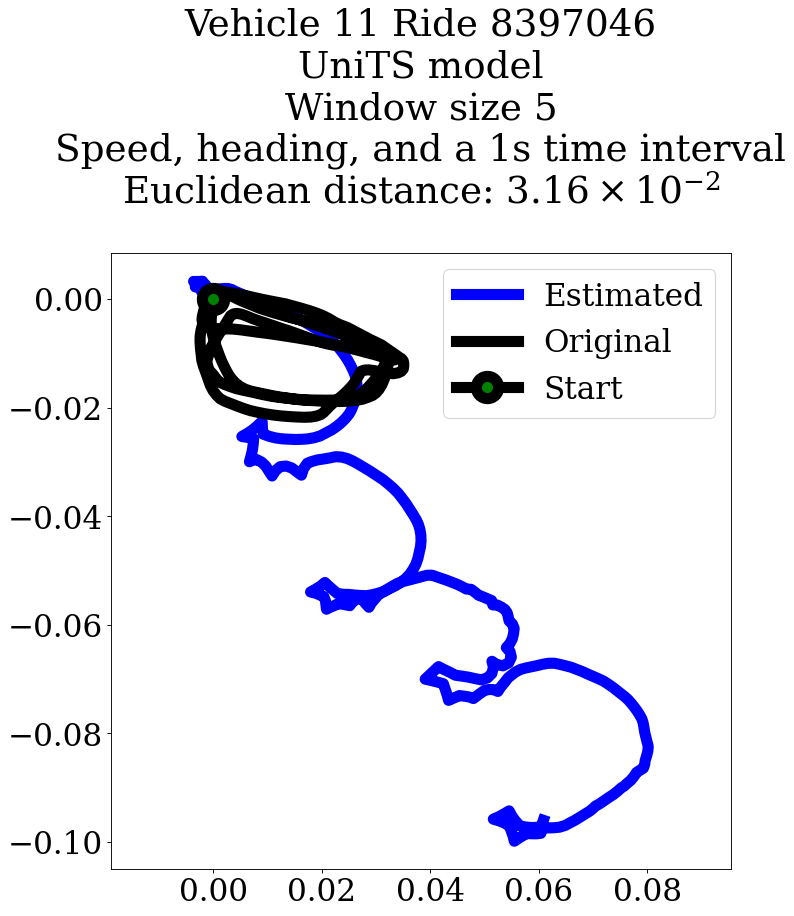 Vehicle 11 Ride 8397046
UniTS model
Window size 5
Speed, heading, and a 1s time interval
Euclidean distance: 3.16 × 10⁻²
Estimated
Original
Start
0.00
−0.02
−0.04
−0.06
−0.08
−0.10
0.00 0.02 0.04 0.06 0.08